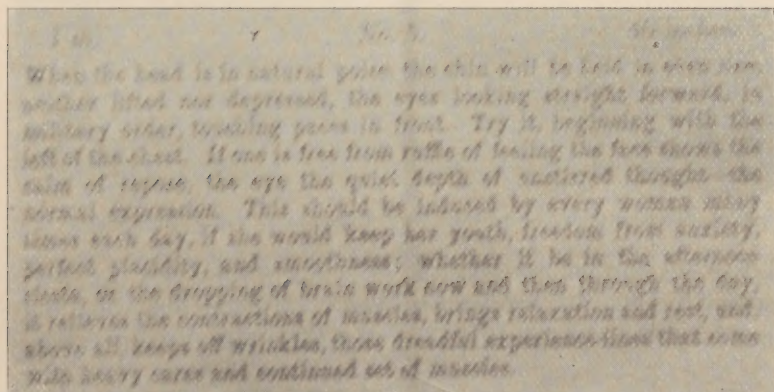 No. 5.
When the head is in natural poise the chin will be held in even line,
neither lifted nor depressed, the eyes looking straight forward, in
military order, touching paces in front. Try it, beginning with the
lift of the chest. If one is free from ruffle of feeling the face shows the
calm of repose, the eye the quiet depth of unstirred thought—the
normal expression. This should be induced by every woman many
times each day, if she would keep her youth, freedom from anxiety,
perfect placidity, and smoothness; whether it be in the afternoon
siesta, or the dropping of brain work now and then through the day,
it relieves the contractions of muscles, brings relaxation and rest, and
above all, keeps off wrinkles, those dreadful experience-lines that come
with heavy cares and continued set of muscles.